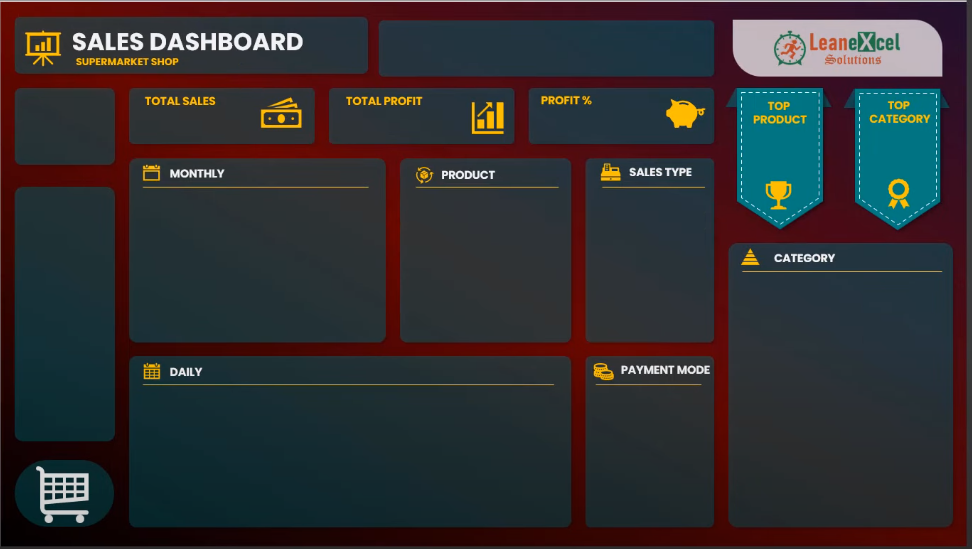 SALES DASHBOARD
SUPERMARKET SHOP
LeaneXcel
Solutions
TOTAL SALES
TOTAL PROFIT
PROFIT %
TOP
PRODUCT
TOP
CATEGORY
MONTHLY
PRODUCT
SALES TYPE
CATEGORY
DAILY
PAYMENT MODE